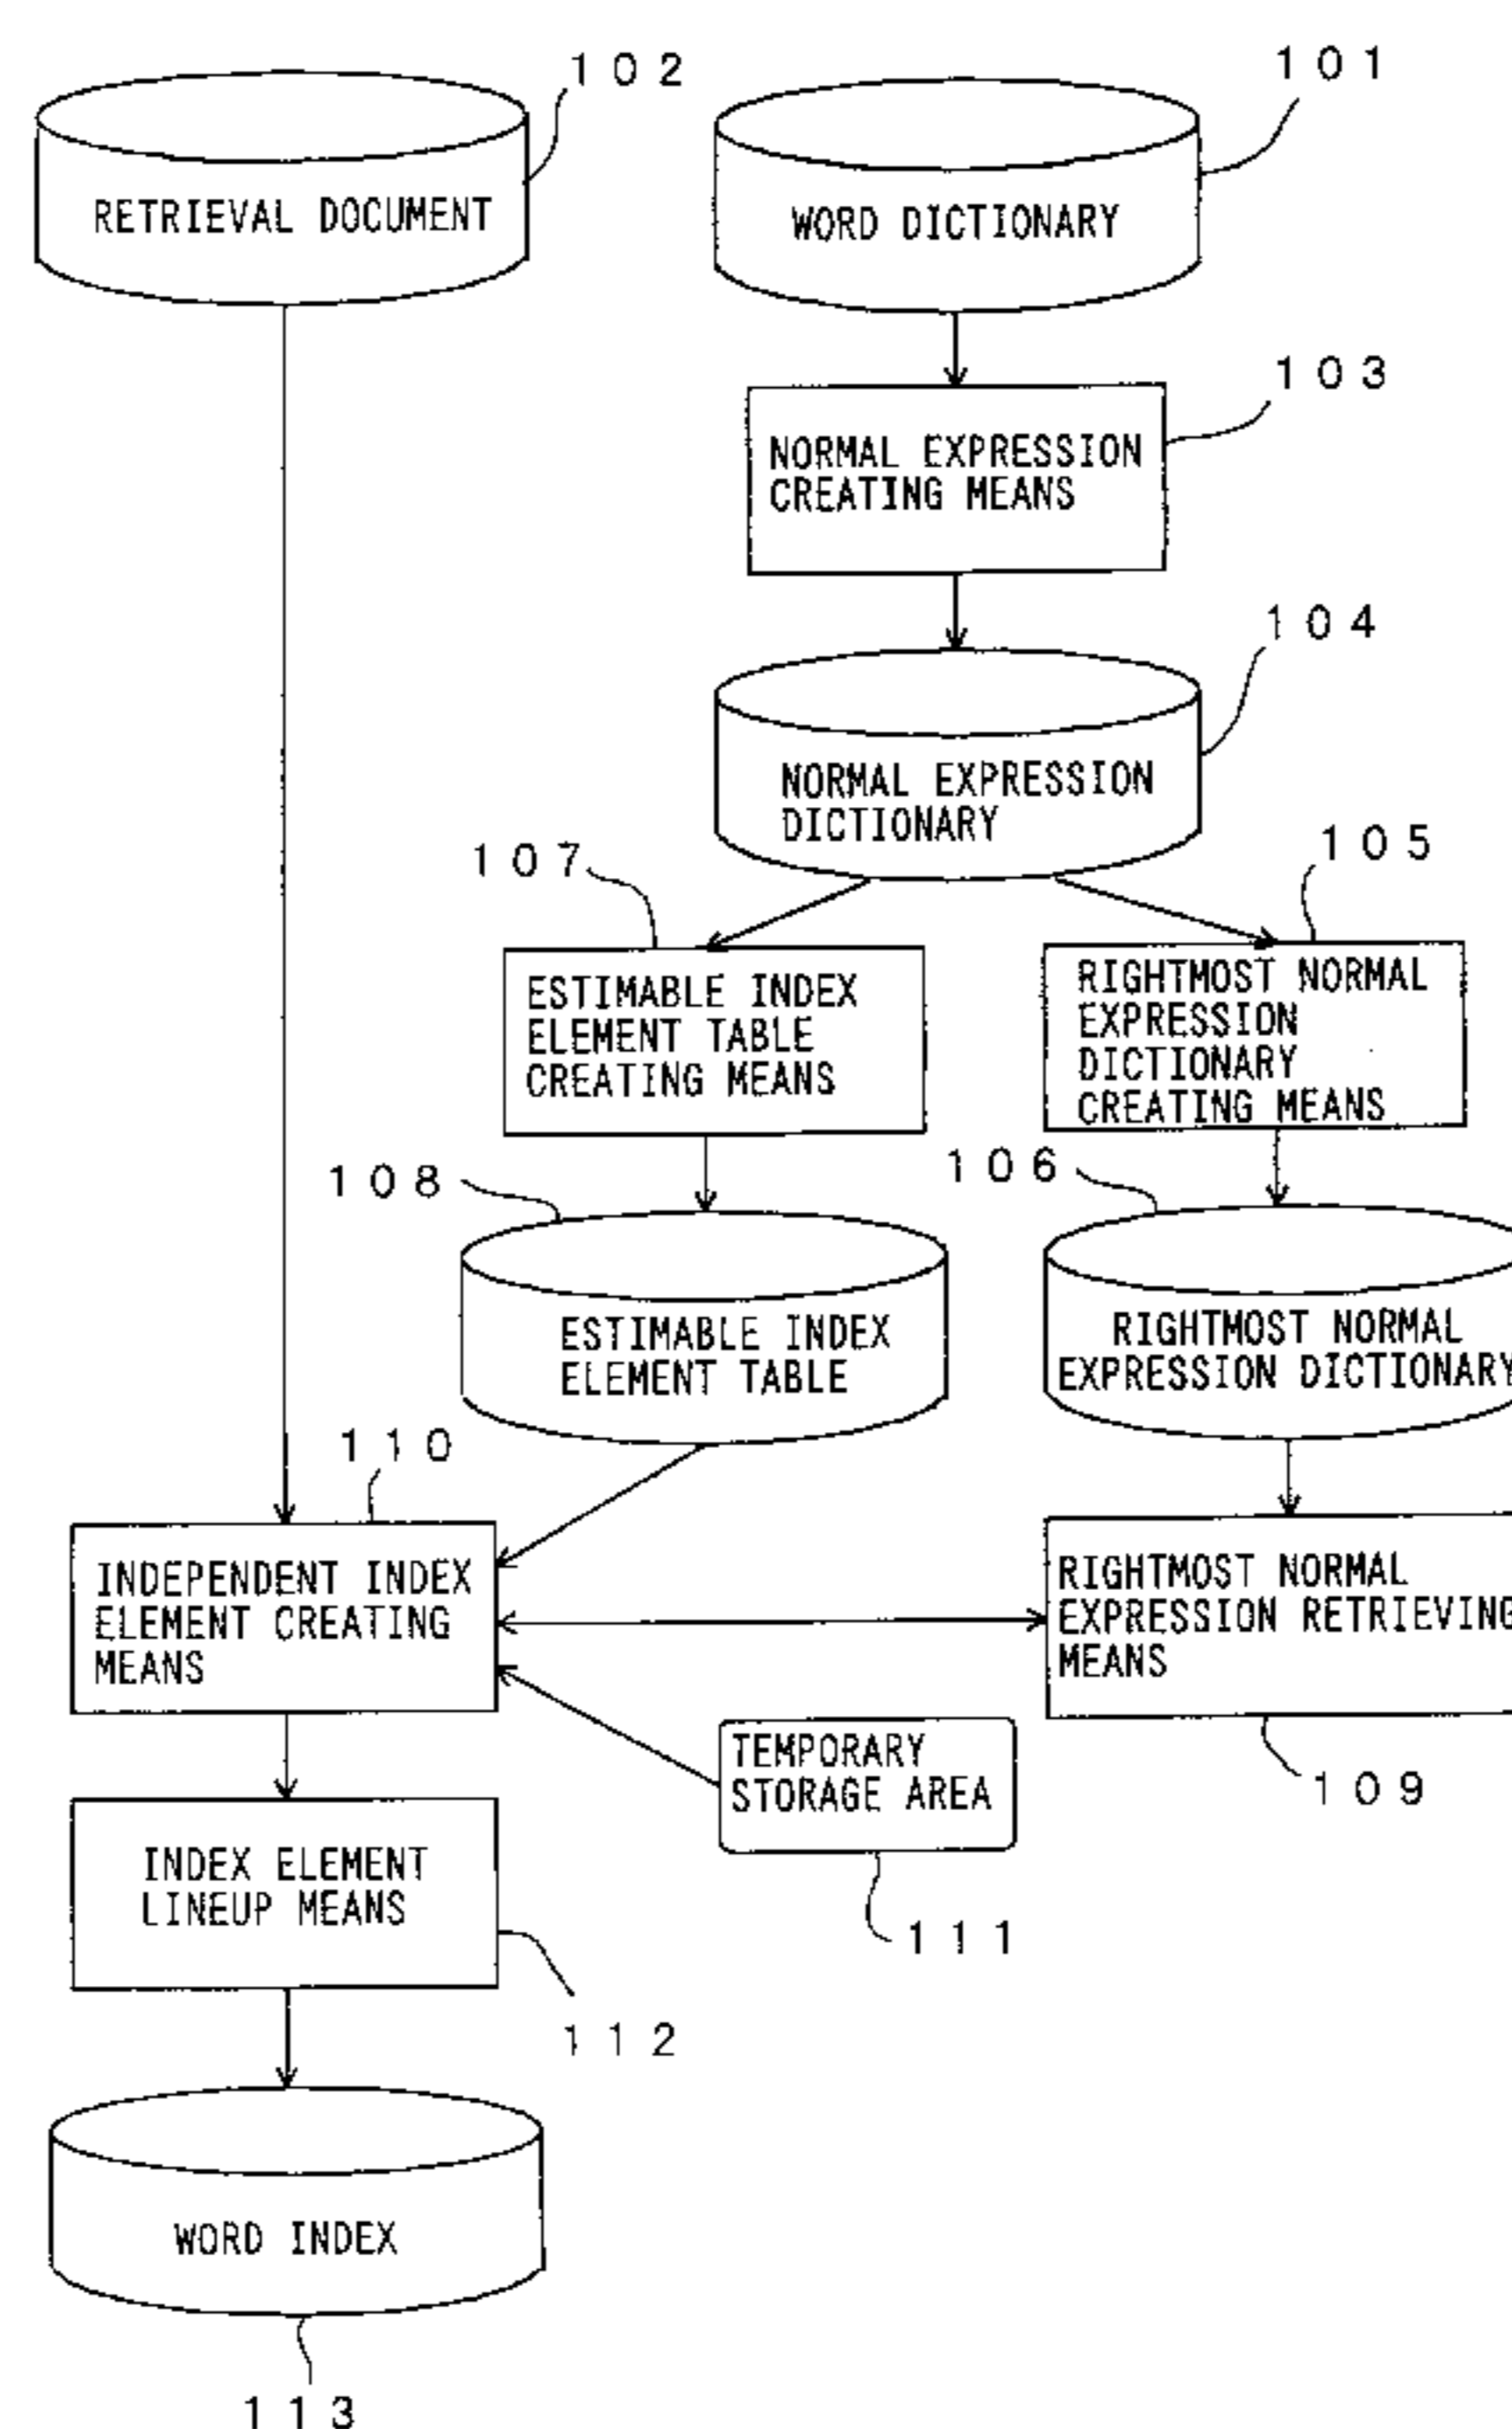 102
101
RETRIEVAL DOCUMENT
WORD DICTIONARY
103
NORMAL EXPRESSION
CREATING MEANS
104
NORMAL EXPRESSION
DICTIONARY
107
105
ESTIMABLE INDEX
ELEMENT TABLE
CREATING MEANS
RIGHTMOST NORMAL
EXPRESSION
DICTIONARY
CREATING MEANS
108
106
ESTIMABLE INDEX
ELEMENT TABLE
RIGHTMOST NORMAL
EXPRESSION DICTIONARY
110
INDEPENDENT INDEX
ELEMENT CREATING
MEANS
RIGHTMOST NORMAL
EXPRESSION RETRIEVING
MEANS
TEMPORARY
STORAGE AREA
109
INDEX ELEMENT
LINEUP MEANS
111
112
WORD INDEX
113